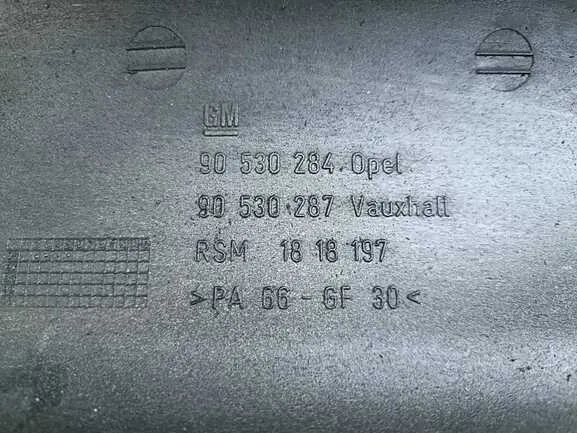 GM
90 530 284 Opel
90 530 287 Vauxhall
RSM 18 18 197
>PA 66-GF 30<